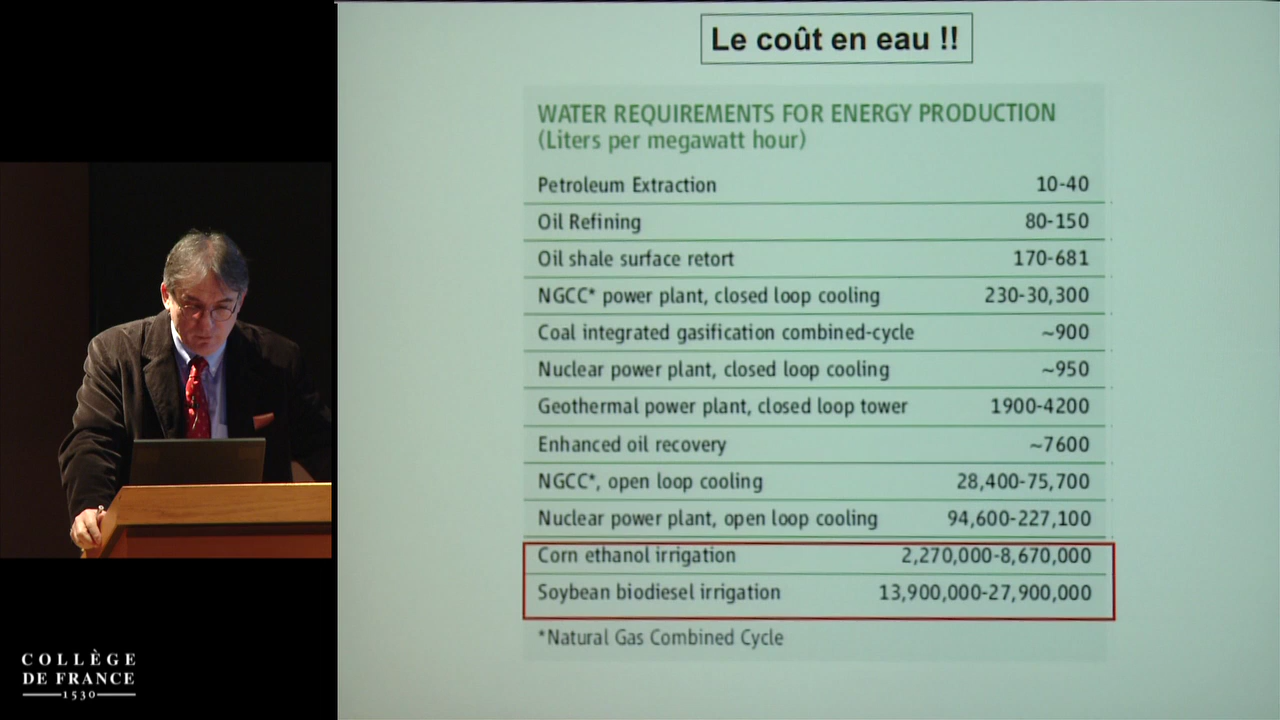 Le coût en eau !!
WATER REQUIREMENTS FOR ENERGY PRODUCTION
(Liters per megawatt hour)
Petroleum Extraction 10-40
Oil Refining 80-150
Oil shale surface retort 170-681
NGCC* power plant, closed loop cooling 230-30,300
Coal integrated gasification combined-cycle ~900
Nuclear power plant, closed loop cooling ~950
Geothermal power plant, closed loop tower 1900-4200
Enhanced oil recovery ~7600
NGCC*, open loop cooling 28,400-75,700
Nuclear power plant, open loop cooling 94,600-227,100
Corn ethanol irrigation 2,270,000-8,670,000
Soybean biodiesel irrigation 13,900,000-27,900,000
*Natural Gas Combined Cycle
COLLÈGE
DE FRANCE
1530